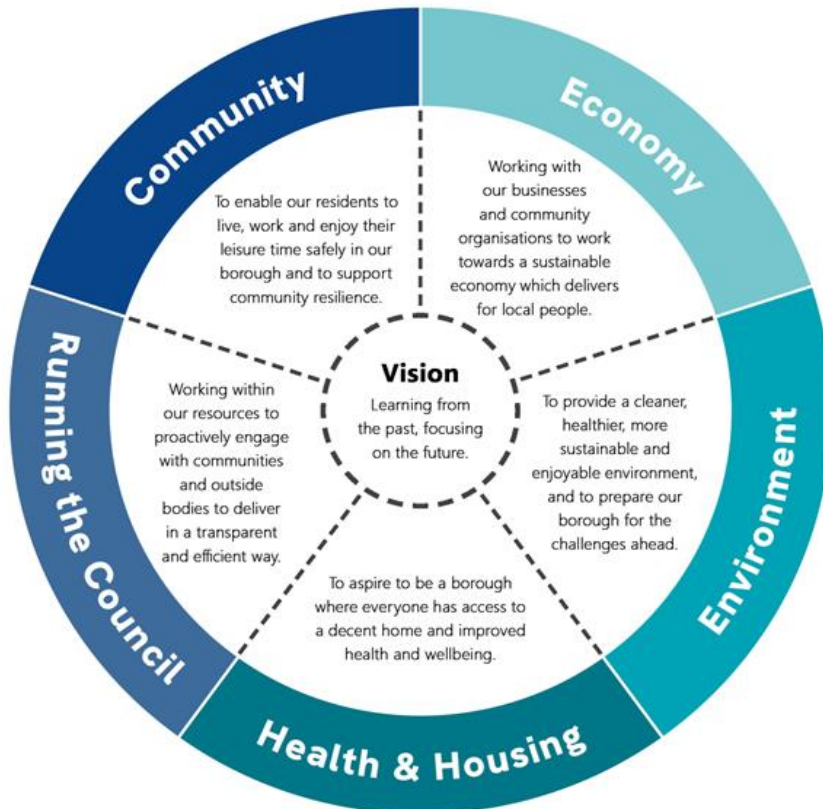 Community
To enable our residents to
live, work and enjoy their
leisure time safely in our
borough and to support
community resilience.
Economy
Working with
our businesses
and community
organisations to work
towards a sustainable
economy which delivers
for local people.
Environment
To provide a cleaner,
healthier, more
sustainable and
enjoyable environment,
and to prepare our
borough for the
challenges ahead.
Health & Housing
To aspire to be a borough
where everyone has access to
a decent home and improved
health and wellbeing.
Running the Council
Working within
our resources to
proactively engage
with communities
and outside
bodies to deliver
in a transparent
and efficient way.
Vision
Learning from
the past, focusing
on the future.